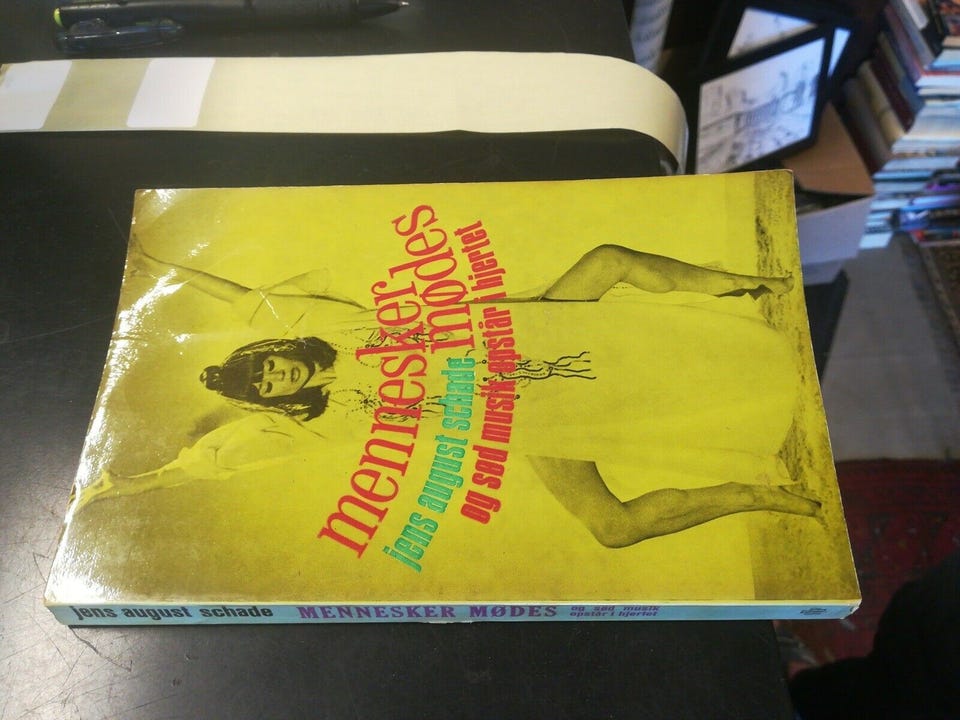 mennesker
mødes
jens august schade
og sød musik opstår i hjertet
jens august schade MENNESKER MØDES og sød musik
opstår i hjertet